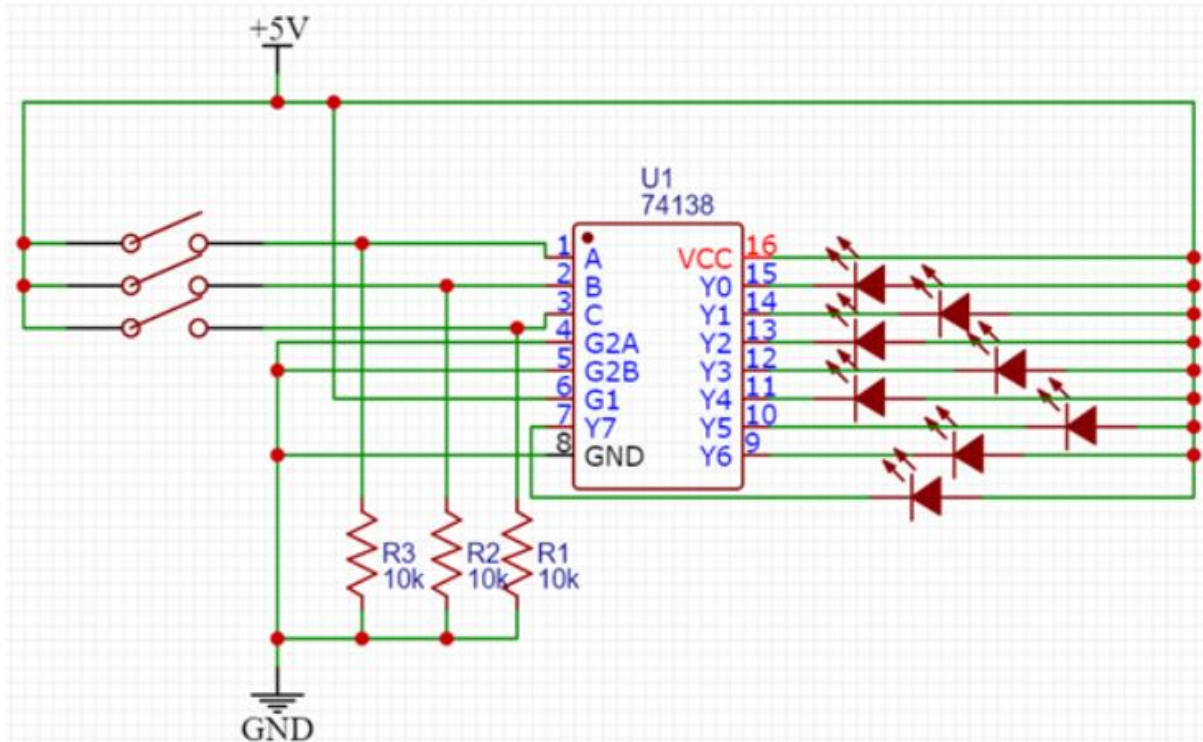 +5V
U1
74138
1 A VCC 16
2 B Y0 15
3 C Y1 14
4 G2A Y2 13
5 G2B Y3 12
6 G1 Y4 11
7 Y7 Y5 10
8 GND Y6 9
R3 R2 R1
10k 10k 10k
GND